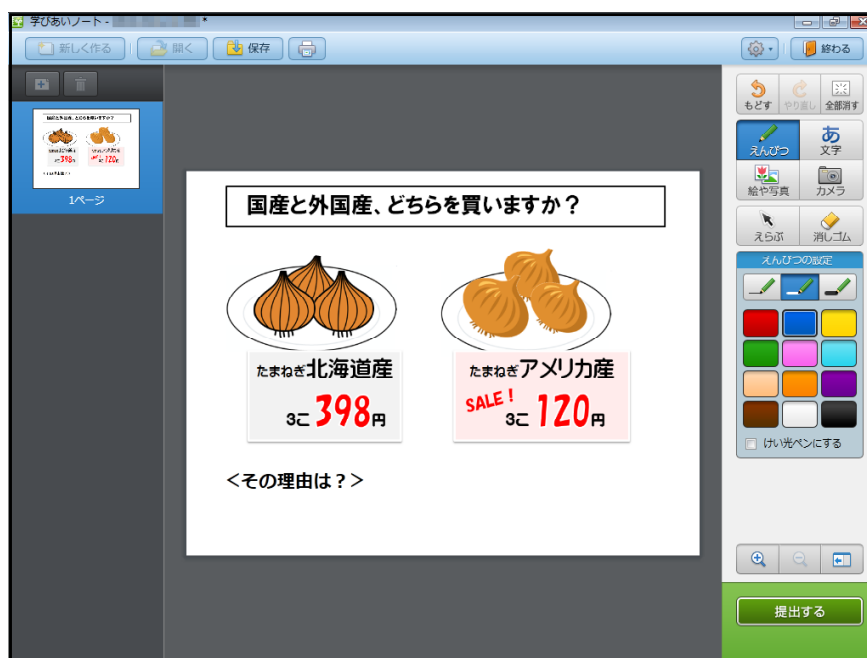 学びあいノート - *
新しく作る
開く
保存
終わる
もどす
やり直し
全部消す
えんぴつ
文字
あ
絵や写真
カメラ
えらぶ
消しゴム
えんぴつの設定
けい光ペンにする
提出する
1ページ
国産と外国産、どちらを買いますか？
たまねぎ北海道産
3こ 398円
たまねぎアメリカ産
SALE！
3こ 120円
＜その理由は？＞